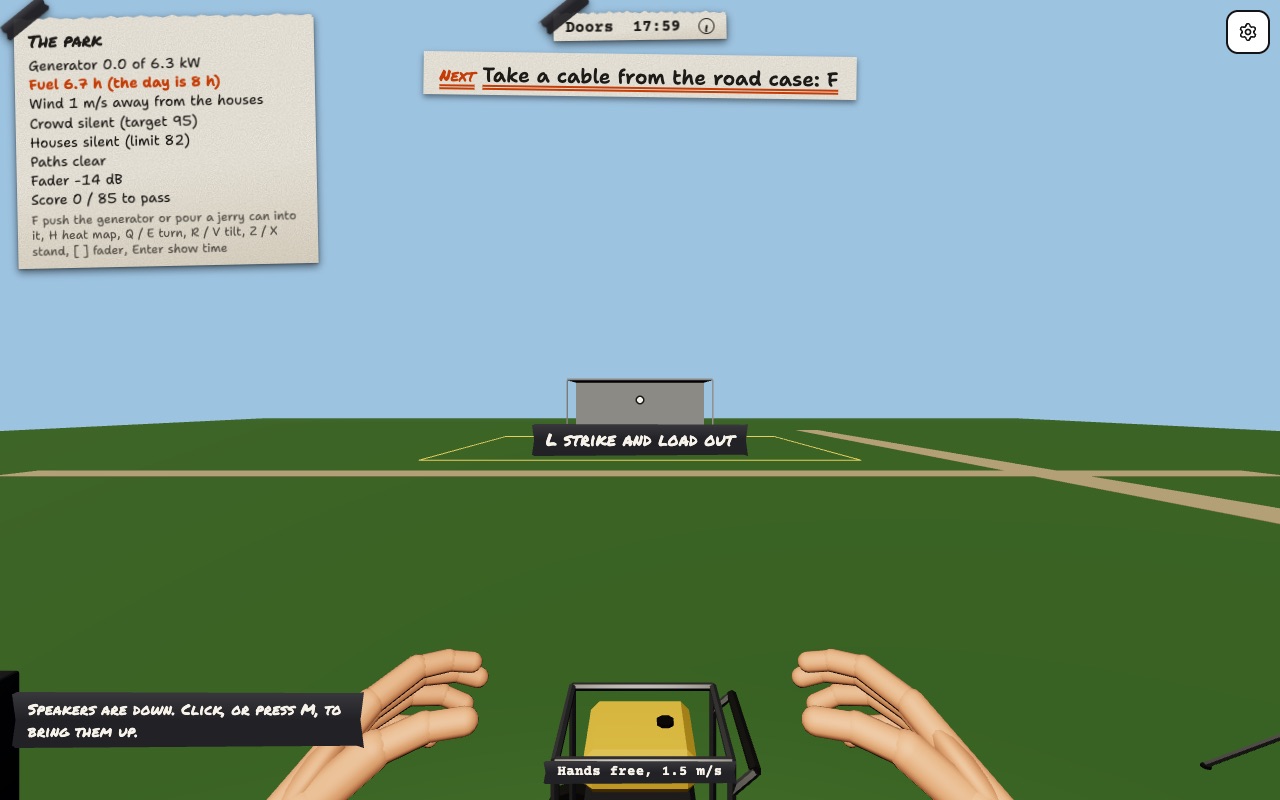 The park
Generator 0.0 of 6.3 kW
Fuel 6.7 h (the day is 8 h)
Wind 1 m/s away from the houses
Crowd silent (target 95)
Houses silent (limit 82)
Paths clear
Fader -14 dB
Score 0 / 85 to pass
F push the generator or pour a jerry can into
it, H heat map, Q / E turn, R / V tilt, Z / X
stand, [ ] fader, Enter show time
Doors 17:59
Next Take a cable from the road case: F
L strike and load out
Speakers are down. Click, or press M, to
bring them up.
Hands free, 1.5 m/s